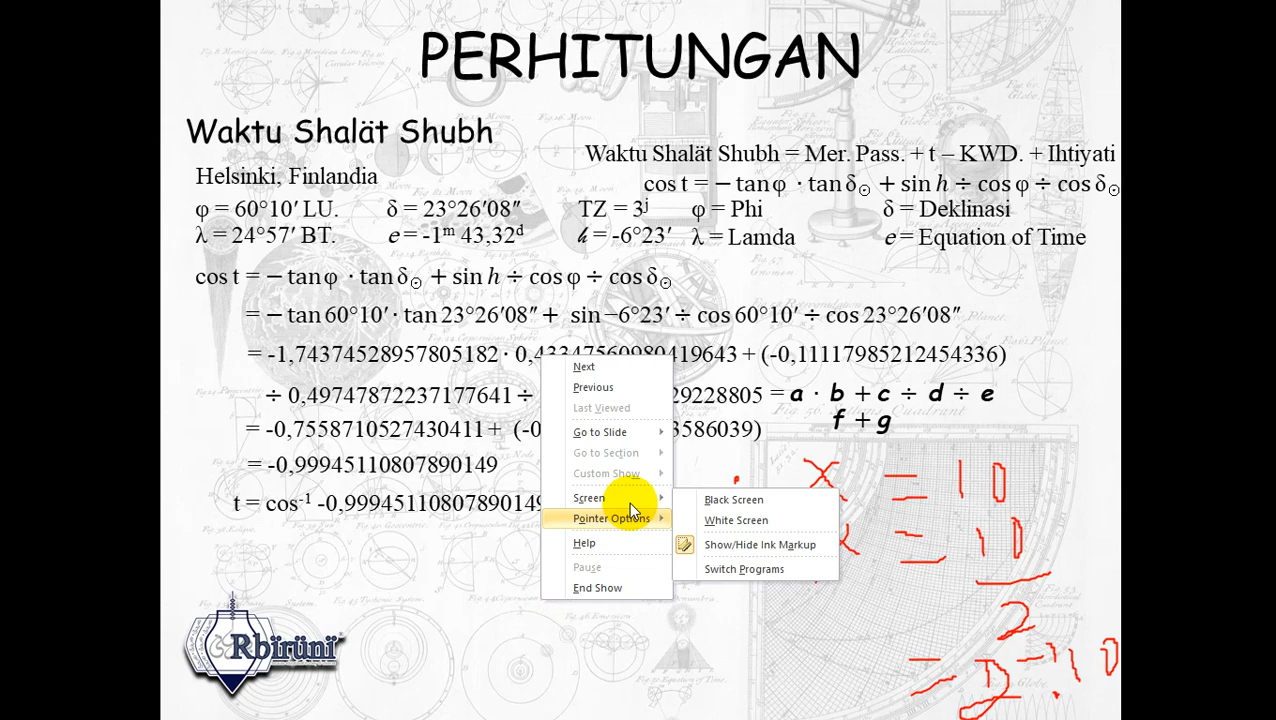 PERHITUNGAN
Waktu Shalät Shubh
Waktu Shalät Shubh = Mer. Pass. + t – KWD. + Ihtiyati
Helsinki, Finlandia
cos t = − tan φ · tan δ☉ + sin h ÷ cos φ ÷ cos δ☉
φ = 60°10′ LU. δ = 23°26′08″ TZ = 3ʲ φ = Phi δ = Deklinasi
λ = 24°57′ BT. e = -1ᵐ 43,32ᵈ h = -6°23′ λ = Lamda e = Equation of Time
cos t = − tan φ · tan δ☉ + sin h ÷ cos φ ÷ cos δ☉
= − tan 60°10′ · tan 23°26′08″ + sin −6°23′ ÷ cos 60°10′ ÷ cos 23°26′08″
= -1,74374528957805182 · 0,43347560980419643 + (-0,11117985212454336)
÷ 0,49747872237177641 ÷ 29228805 = a · b + c ÷ d ÷ e
f + g
= -0,7558710527430411 + (-0 3586039)
= -0,99945110807890149
t = cos⁻¹ -0,99945110807890149
Next
Previous
Last Viewed
Go to Slide
Go to Section
Custom Show
Screen
Pointer Options
Help
Pause
End Show
Black Screen
White Screen
Show/Hide Ink Markup
Switch Programs
x = 10
= 10
2
Rbirüni